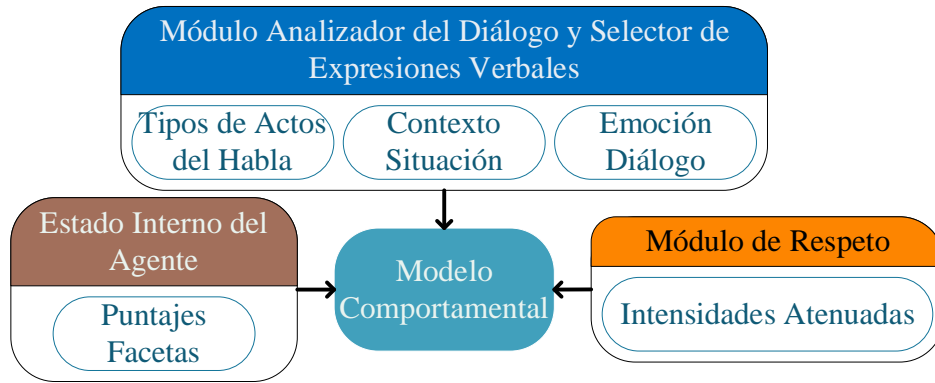 Módulo Analizador del Diálogo y Selector de
Expresiones Verbales
Tipos de Actos
del Habla
Contexto
Situación
Emoción
Diálogo
Estado Interno del
Agente
Puntajes
Facetas
Modelo
Comportamental
Módulo de Respeto
Intensidades Atenuadas